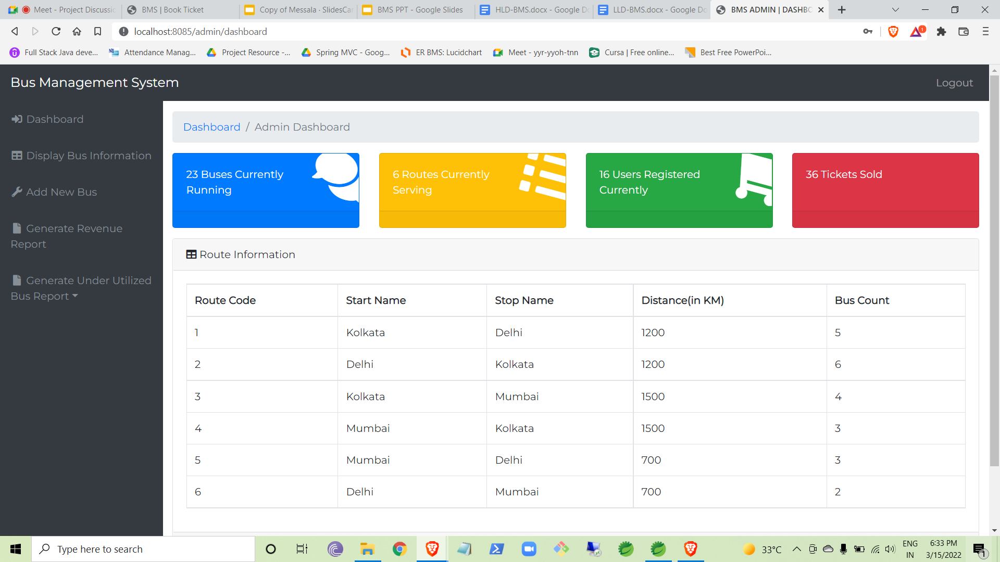 Meet - Project Discussic
BMS | Book Ticket
Copy of Messala · SlidesCar
BMS PPT - Google Slides
HLD-BMS.docx - Google Do
LLD-BMS.docx - Google Do
BMS ADMIN | DASHBO
localhost:8085/admin/dashboard
1
Full Stack Java deve...
Attendance Manag...
Project Resource -...
Spring MVC - Goog...
ER BMS: Lucidchart
Meet - yyr-yyoh-tnn
Cursa | Free online...
Best Free PowerPoi...
Bus Management System
Logout
Dashboard
Display Bus Information
Add New Bus
Generate Revenue
Report
Generate Under Utilized
Bus Report
Dashboard / Admin Dashboard
23 Buses Currently
Running
6 Routes Currently
Serving
16 Users Registered
Currently
36 Tickets Sold
Route Information
Route Code Start Name Stop Name Distance(in KM) Bus Count
1 Kolkata Delhi 1200 5
2 Delhi Kolkata 1200 6
3 Kolkata Mumbai 1500 4
4 Mumbai Kolkata 1500 3
5 Mumbai Delhi 700 3
6 Delhi Mumbai 700 2
Type here to search
33°C
ENG
IN
6:33 PM
3/15/2022
1